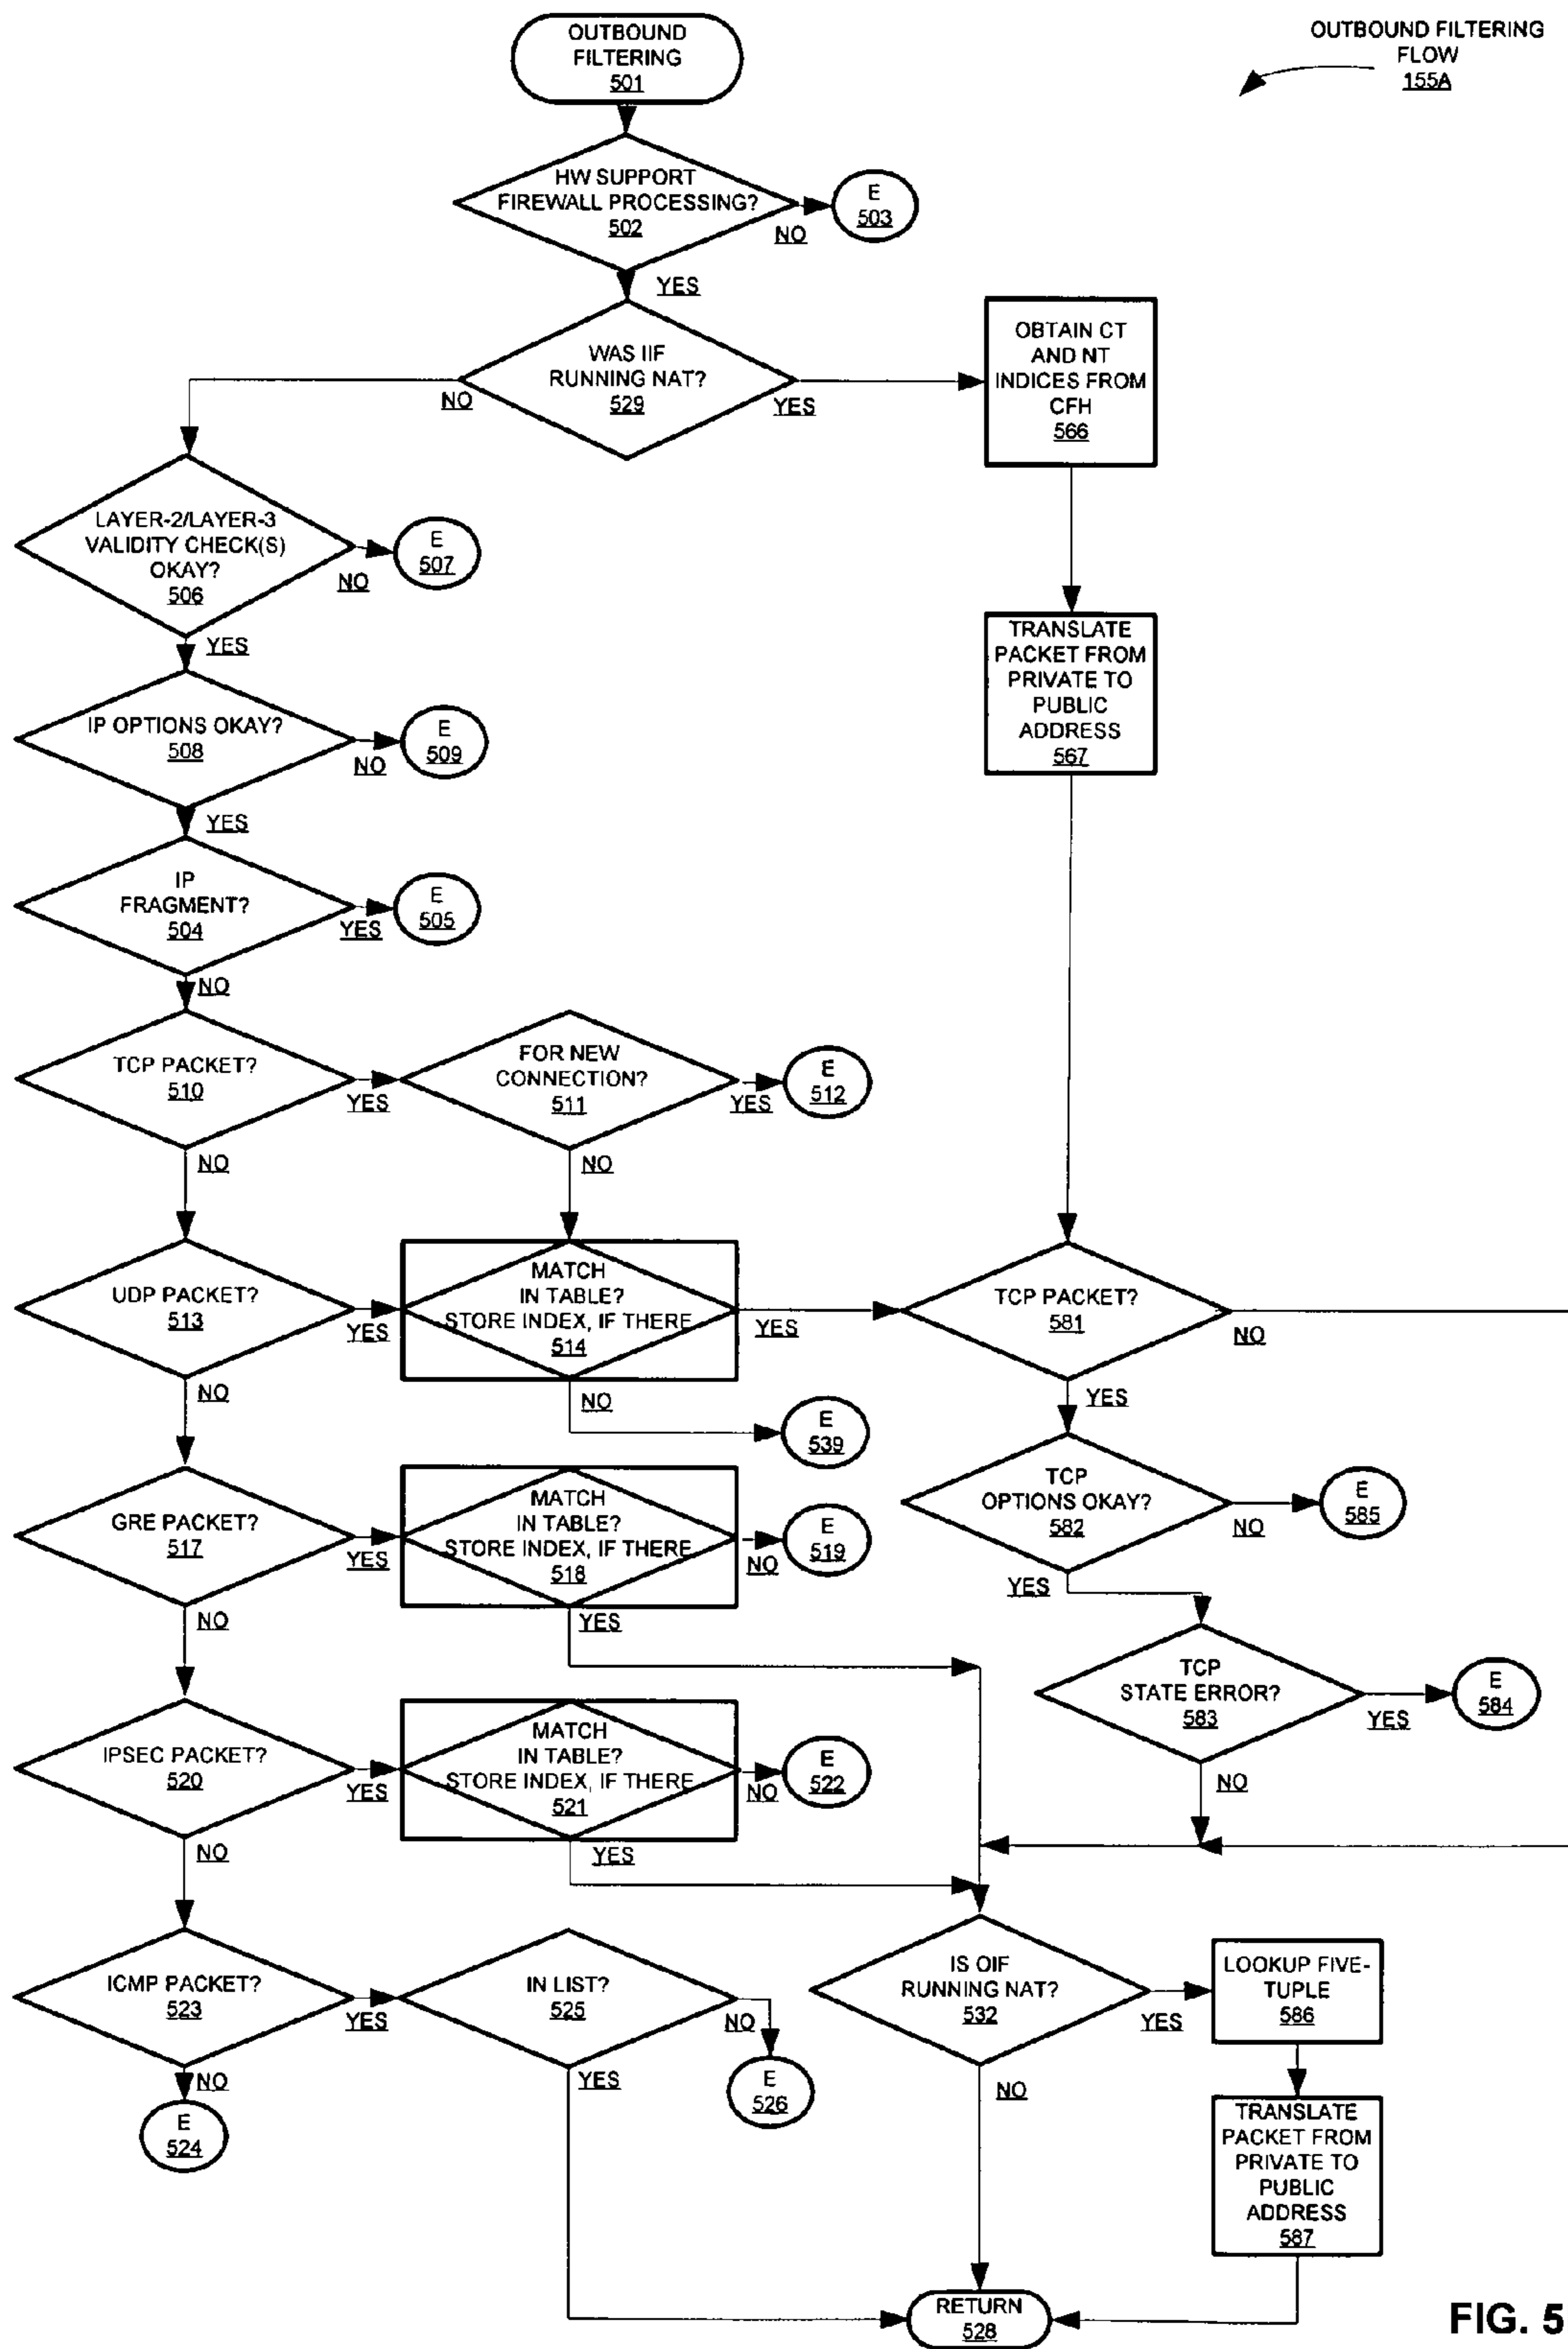 OUTBOUND
FILTERING
501
OUTBOUND FILTERING
FLOW
155A
HW SUPPORT
FIREWALL PROCESSING?
502
NO
E
503
YES
WAS IIF
RUNNING NAT?
529
NO
YES
OBTAIN CT
AND NT
INDICES FROM
CFH
566
LAYER-2/LAYER-3
VALIDITY CHECK(S)
OKAY?
506
NO
E
507
YES
TRANSLATE
PACKET FROM
PRIVATE TO
PUBLIC
ADDRESS
567
IP OPTIONS OKAY?
508
NO
E
509
YES
IP
FRAGMENT?
504
YES
E
505
NO
TCP PACKET?
510
YES
FOR NEW
CONNECTION?
511
YES
E
512
NO
NO
UDP PACKET?
513
YES
MATCH
IN TABLE?
STORE INDEX, IF THERE
514
YES
TCP PACKET?
581
NO
NO
NO
E
539
YES
GRE PACKET?
517
YES
MATCH
IN TABLE?
STORE INDEX, IF THERE
518
NO
E
519
TCP
OPTIONS OKAY?
582
NO
E
585
NO
YES
YES
TCP
STATE ERROR?
583
YES
E
584
IPSEC PACKET?
520
YES
MATCH
IN TABLE?
STORE INDEX, IF THERE
521
NO
E
522
NO
NO
YES
ICMP PACKET?
523
YES
IN LIST?
525
NO
E
526
IS OIF
RUNNING NAT?
532
YES
LOOKUP FIVE-
TUPLE
586
NO
E
524
YES
NO
TRANSLATE
PACKET FROM
PRIVATE TO
PUBLIC
ADDRESS
587
RETURN
528
FIG. 5